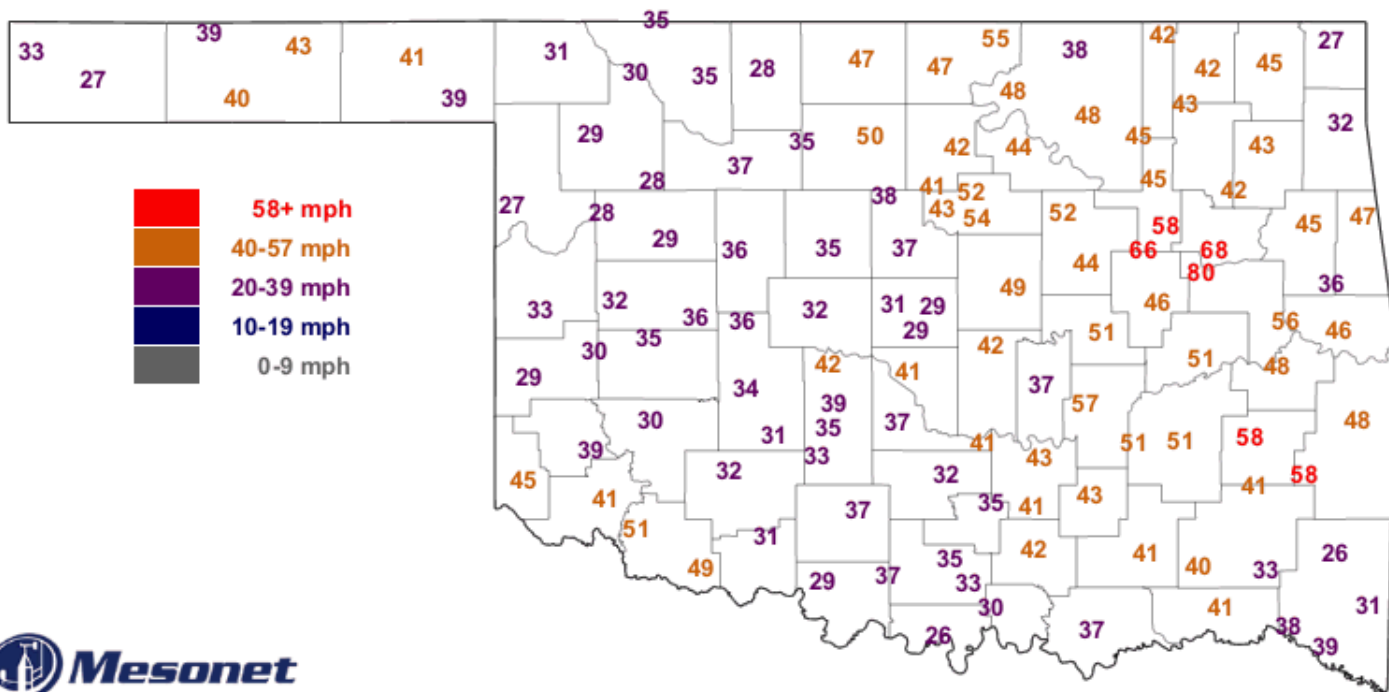 35
33 39 43 41 31 47 47 55 38 42 42 45 27
27 40 39 30 35 28 48 48 43 32
29 35 50 42 44 45 43
28 37 41 52 45 42
58+ mph 27 28 38 43 54 52 58 45 47
40-57 mph 29 36 35 37 44 66 68 80 36
20-39 mph 33 32 36 36 32 31 29 49 46 56 46
10-19 mph 30 35 29 42 51 51 48
0-9 mph 29 34 42 41 37 57
30 39 37 48
39 31 35 41 51 51 58
45 32 33 32 43 41 58
41 37 35 41 43
51 31 35 42 41 26
49 29 37 33 40 33
30 41 31
26 37 38
Mesonet 39